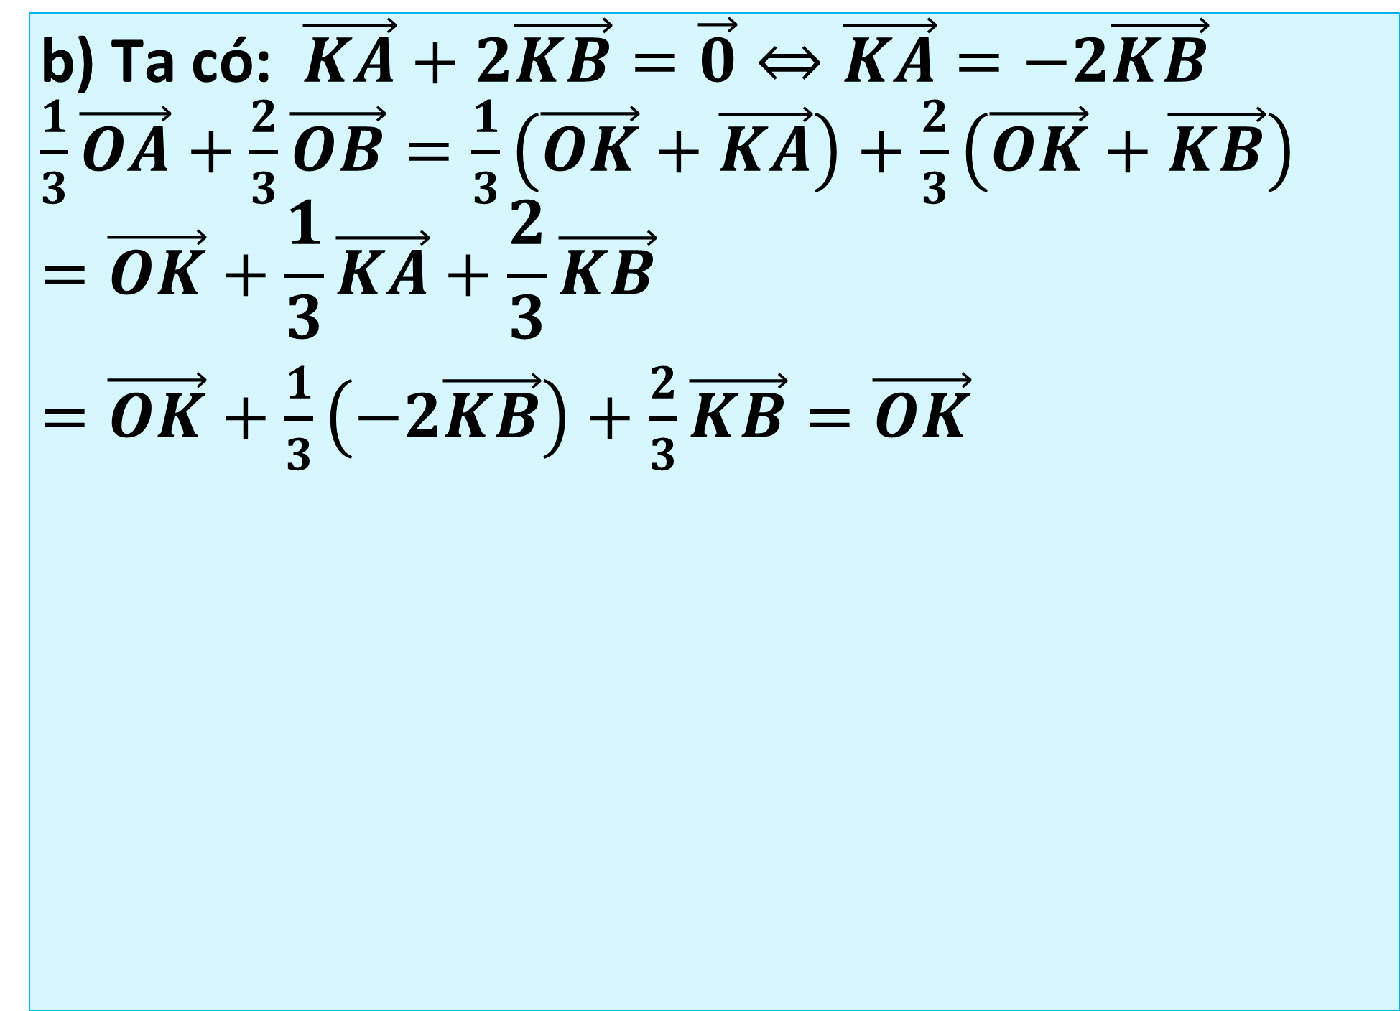 b) Ta có: $\overrightarrow{KA} + 2\overrightarrow{KB} = \vec{0} \Leftrightarrow \overrightarrow{KA} = -2\overrightarrow{KB}$
$\frac{1}{3}\overrightarrow{OA} + \frac{2}{3}\overrightarrow{OB} = \frac{1}{3}(\overrightarrow{OK} + \overrightarrow{KA}) + \frac{2}{3}(\overrightarrow{OK} + \overrightarrow{KB})$
$= \overrightarrow{OK} + \frac{1}{3}\overrightarrow{KA} + \frac{2}{3}\overrightarrow{KB}$
$= \overrightarrow{OK} + \frac{1}{3}(-2\overrightarrow{KB}) + \frac{2}{3}\overrightarrow{KB} = \overrightarrow{OK}$